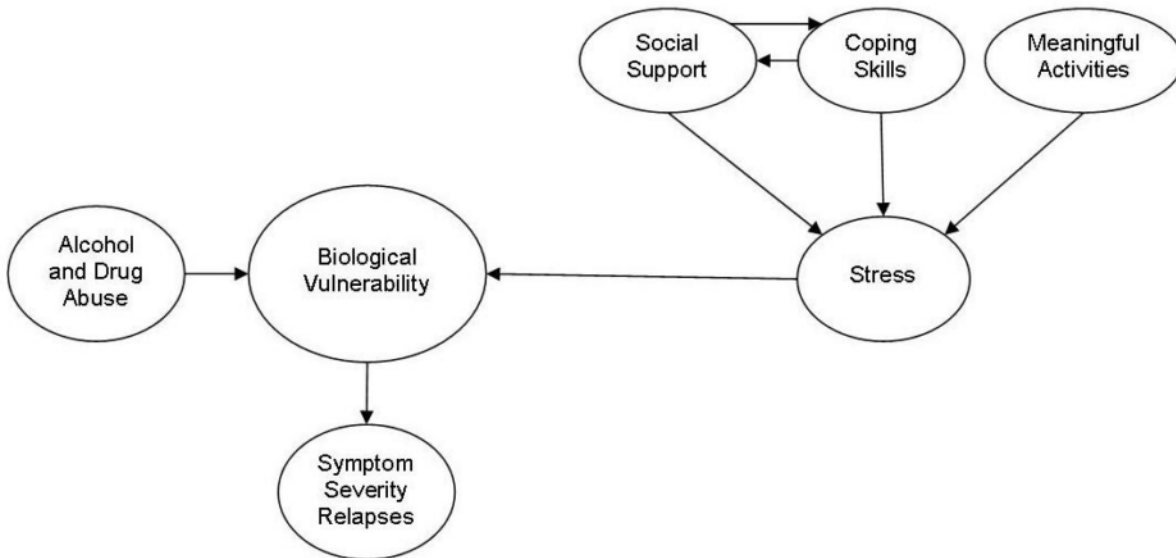 Social
Support
Coping
Skills
Meaningful
Activities
Alcohol
and Drug
Abuse
Biological
Vulnerability
Stress
Symptom
Severity
Relapses